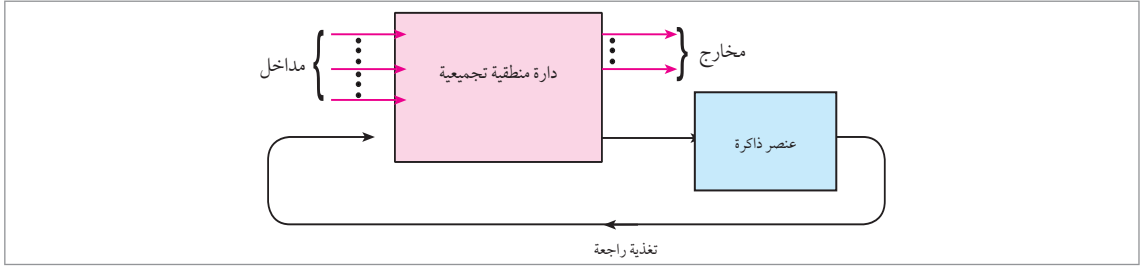 مخارج
مداخل
دارة منطقية تجميعية
عنصر ذاكرة
تغذية راجعة